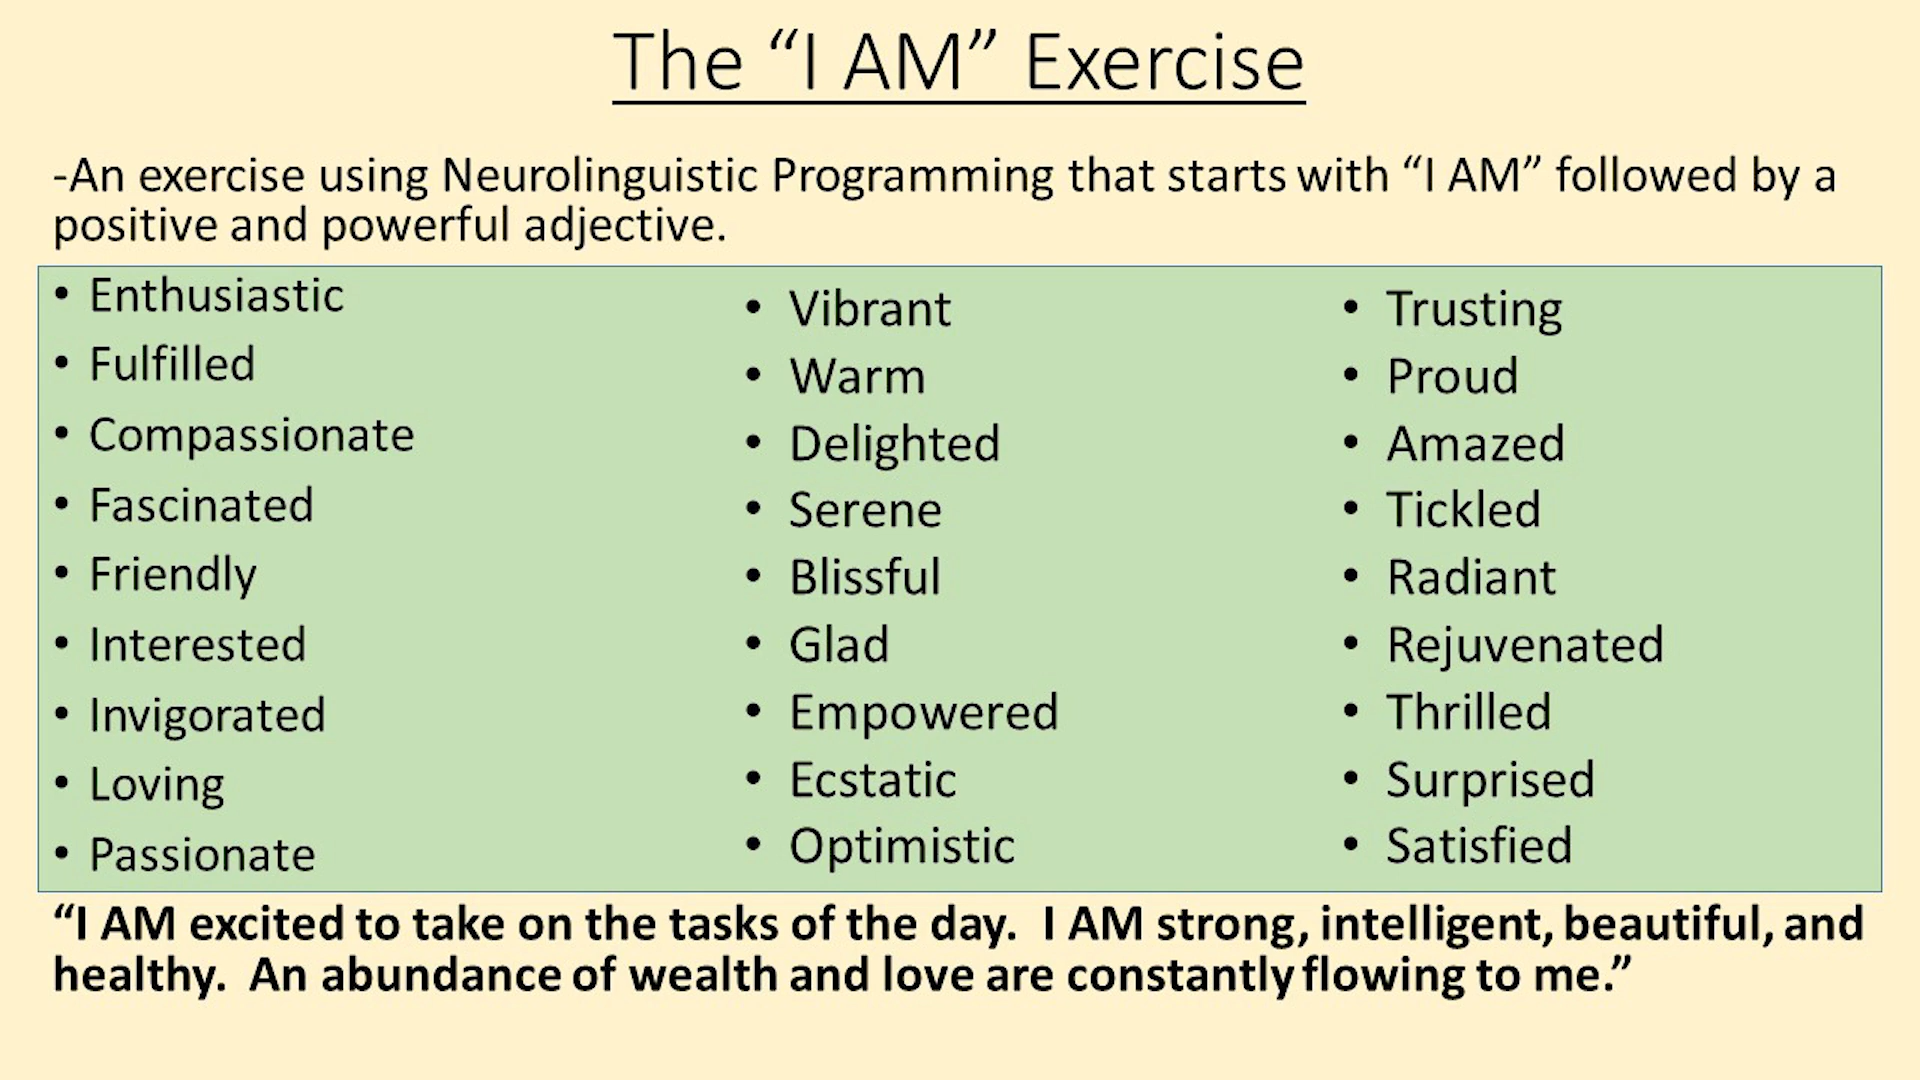 The “I AM” Exercise
-An exercise using Neurolinguistic Programming that starts with “I AM” followed by a
positive and powerful adjective.
• Enthusiastic
• Fulfilled
• Compassionate
• Fascinated
• Friendly
• Interested
• Invigorated
• Loving
• Passionate
• Vibrant
• Warm
• Delighted
• Serene
• Blissful
• Glad
• Empowered
• Ecstatic
• Optimistic
• Trusting
• Proud
• Amazed
• Tickled
• Radiant
• Rejuvenated
• Thrilled
• Surprised
• Satisfied
“I AM excited to take on the tasks of the day.  I AM strong, intelligent, beautiful, and
healthy.  An abundance of wealth and love are constantly flowing to me.”